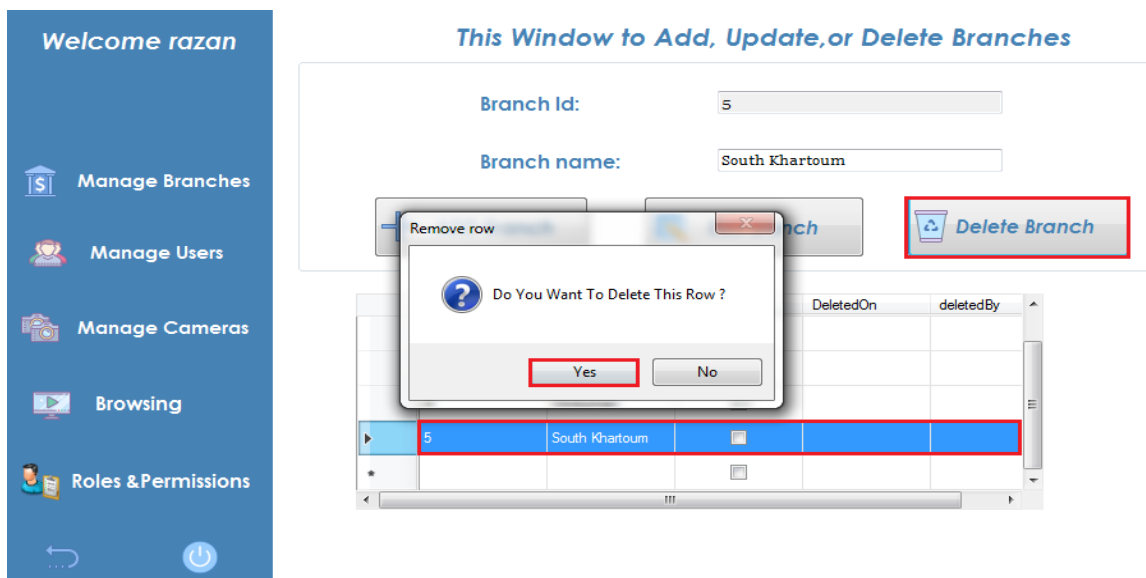 Welcome razan
Manage Branches
Manage Users
Manage Cameras
Browsing
Roles &Permissions
This Window to Add, Update,or Delete Branches
Branch Id:
5
Branch name:
South Khartoum
Delete Branch
Remove row
Do You Want To Delete This Row ?
Yes
No
DeletedOn
deletedBy
5
South Khartoum